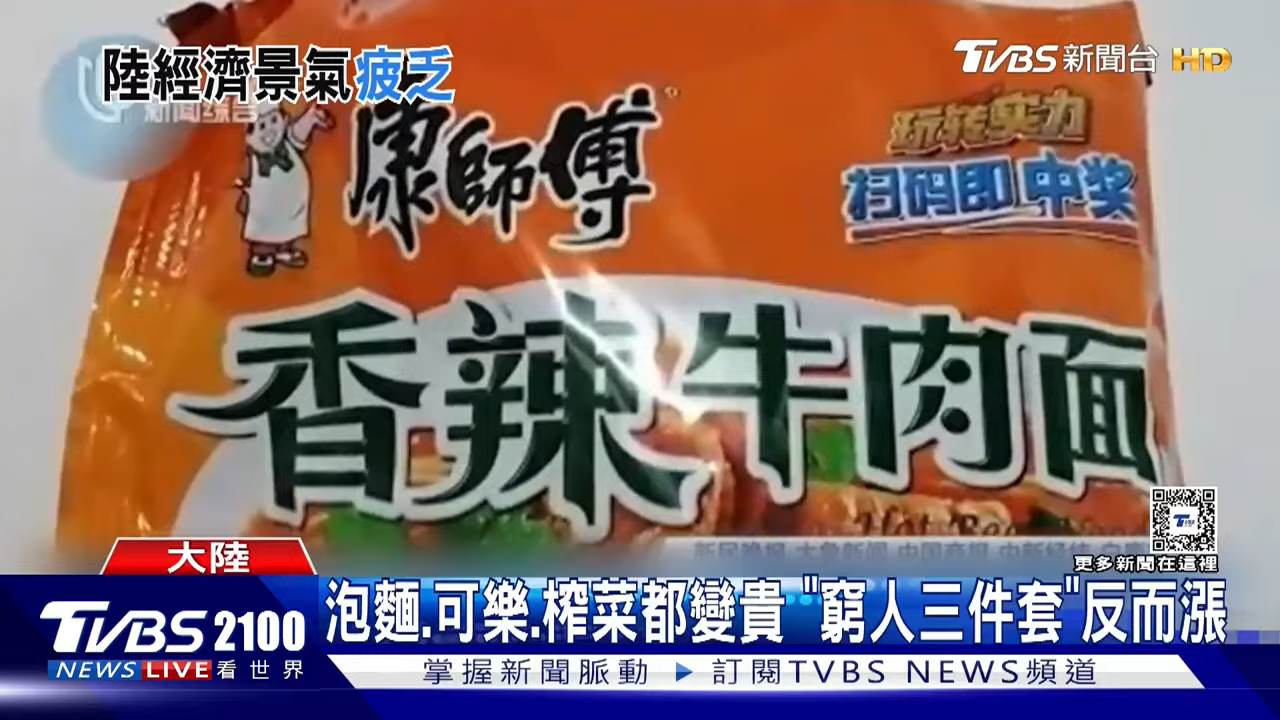 陸經濟景氣疲乏
TVBS新聞台 HD
新闻综合
康師傅
玩转实力
扫码即中奖
香辣牛肉面
更多新聞在這裡
大陸
泡麵.可樂.榨菜都變貴 "窮人三件套"反而漲
TVBS 2100
NEWS LIVE 看世界
掌握新聞脈動 ▶ 訂閱TVBS NEWS頻道